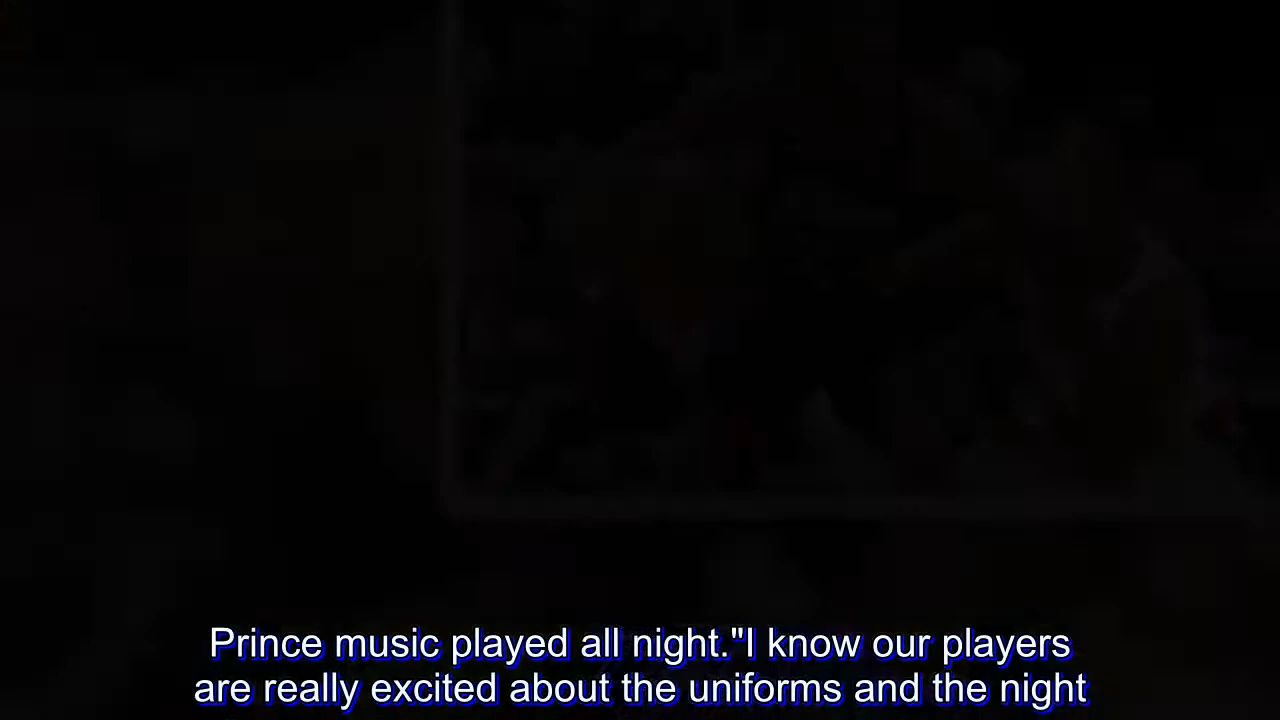 Prince music played all night."I know our players
are really excited about the uniforms and the night